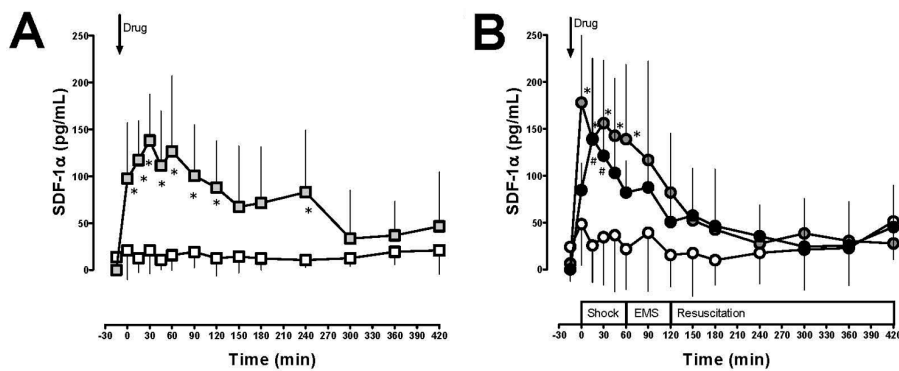 A
Drug
250
200
150
100
50
0
SDF-1α (pg/mL)
* * * * * * * *
-30 0 30 60 90 120 150 180 210 240 270 300 330 360 390 420
Time (min)
B
Drug
250
200
150
100
50
0
SDF-1α (pg/mL)
* * * * *
# #
Shock EMS Resuscitation
-30 0 30 60 90 120 150 180 210 240 270 300 330 360 390 420
Time (min)